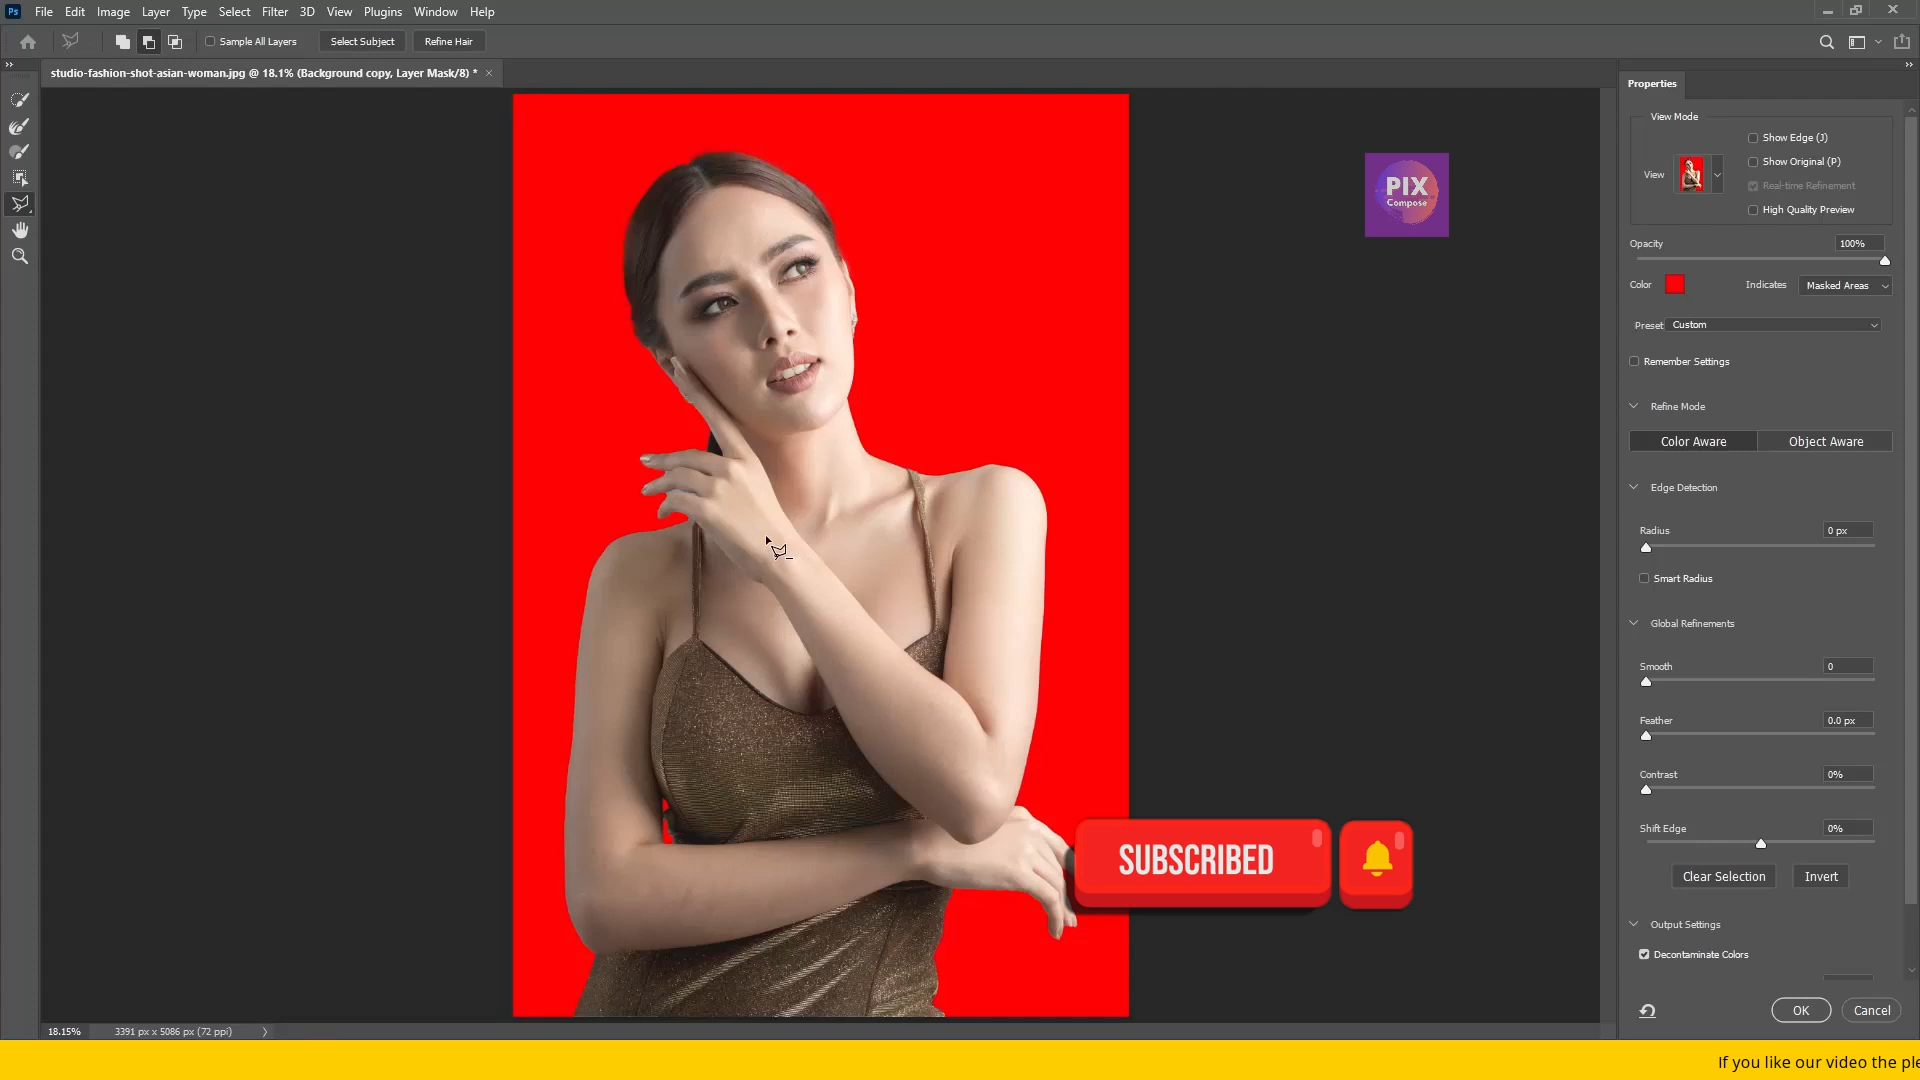 Ps File Edit Image Layer Type Select Filter 3D View Plugins Window Help
Sample All Layers Select Subject Refine Hair
studio-fashion-shot-asian-woman.jpg @ 18.1% (Background copy, Layer Mask/8) *
Properties
View Mode
Show Edge (J)
Show Original (P)
View
Real-time Refinement
High Quality Preview
PIX
Compose
Opacity 100%
Color Indicates Masked Areas
Preset Custom
Remember Settings
Refine Mode
Color Aware Object Aware
Edge Detection
Radius 0 px
Smart Radius
Global Refinements
Smooth 0
Feather 0.0 px
Contrast 0%
Shift Edge 0%
Clear Selection Invert
SUBSCRIBED
Output Settings
Decontaminate Colors
OK Cancel
18.15% 3391 px x 5086 px (72 ppi)
If you like our video the ple